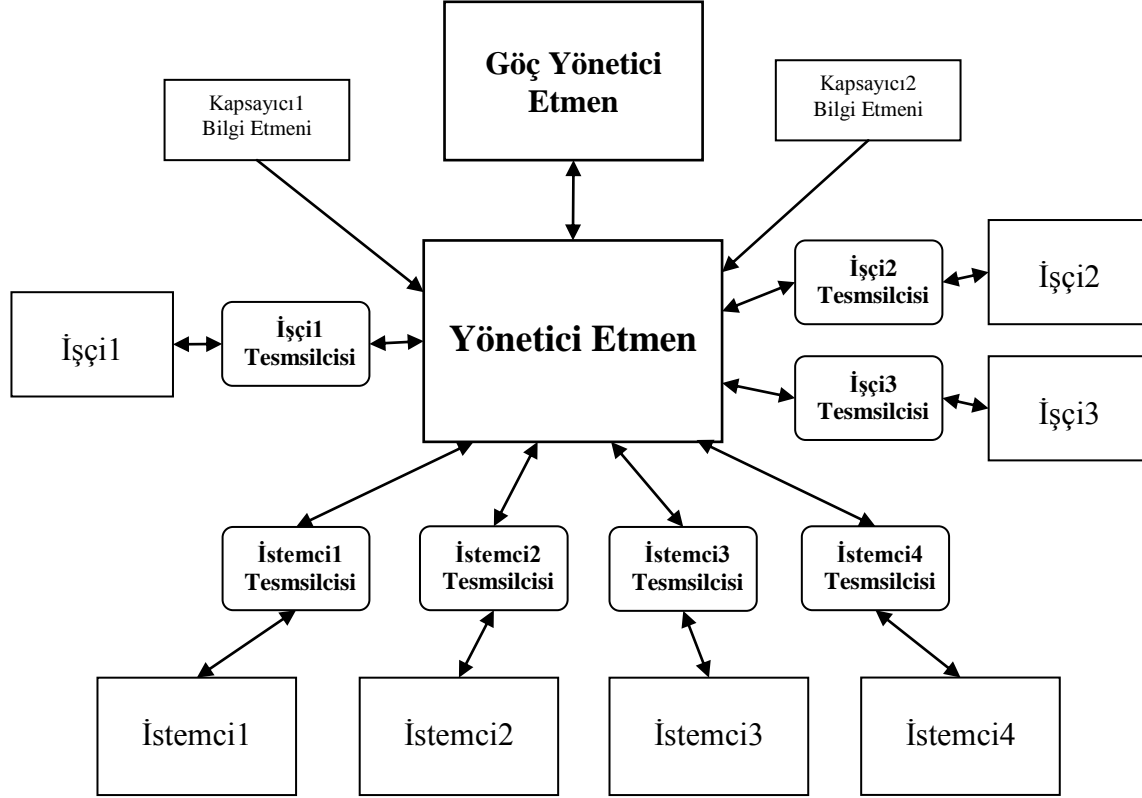 Göç Yönetici
Etmen
Kapsayıcı1
Bilgi Etmeni
Kapsayıcı2
Bilgi Etmeni
Yönetici Etmen
İşçi1
İşçi1
Tesmsilcisi
İşçi2
Tesmsilcisi
İşçi2
İşçi3
Tesmsilcisi
İşçi3
İstemci1
Tesmsilcisi
İstemci2
Tesmsilcisi
İstemci3
Tesmsilcisi
İstemci4
Tesmsilcisi
İstemci1
İstemci2
İstemci3
İstemci4